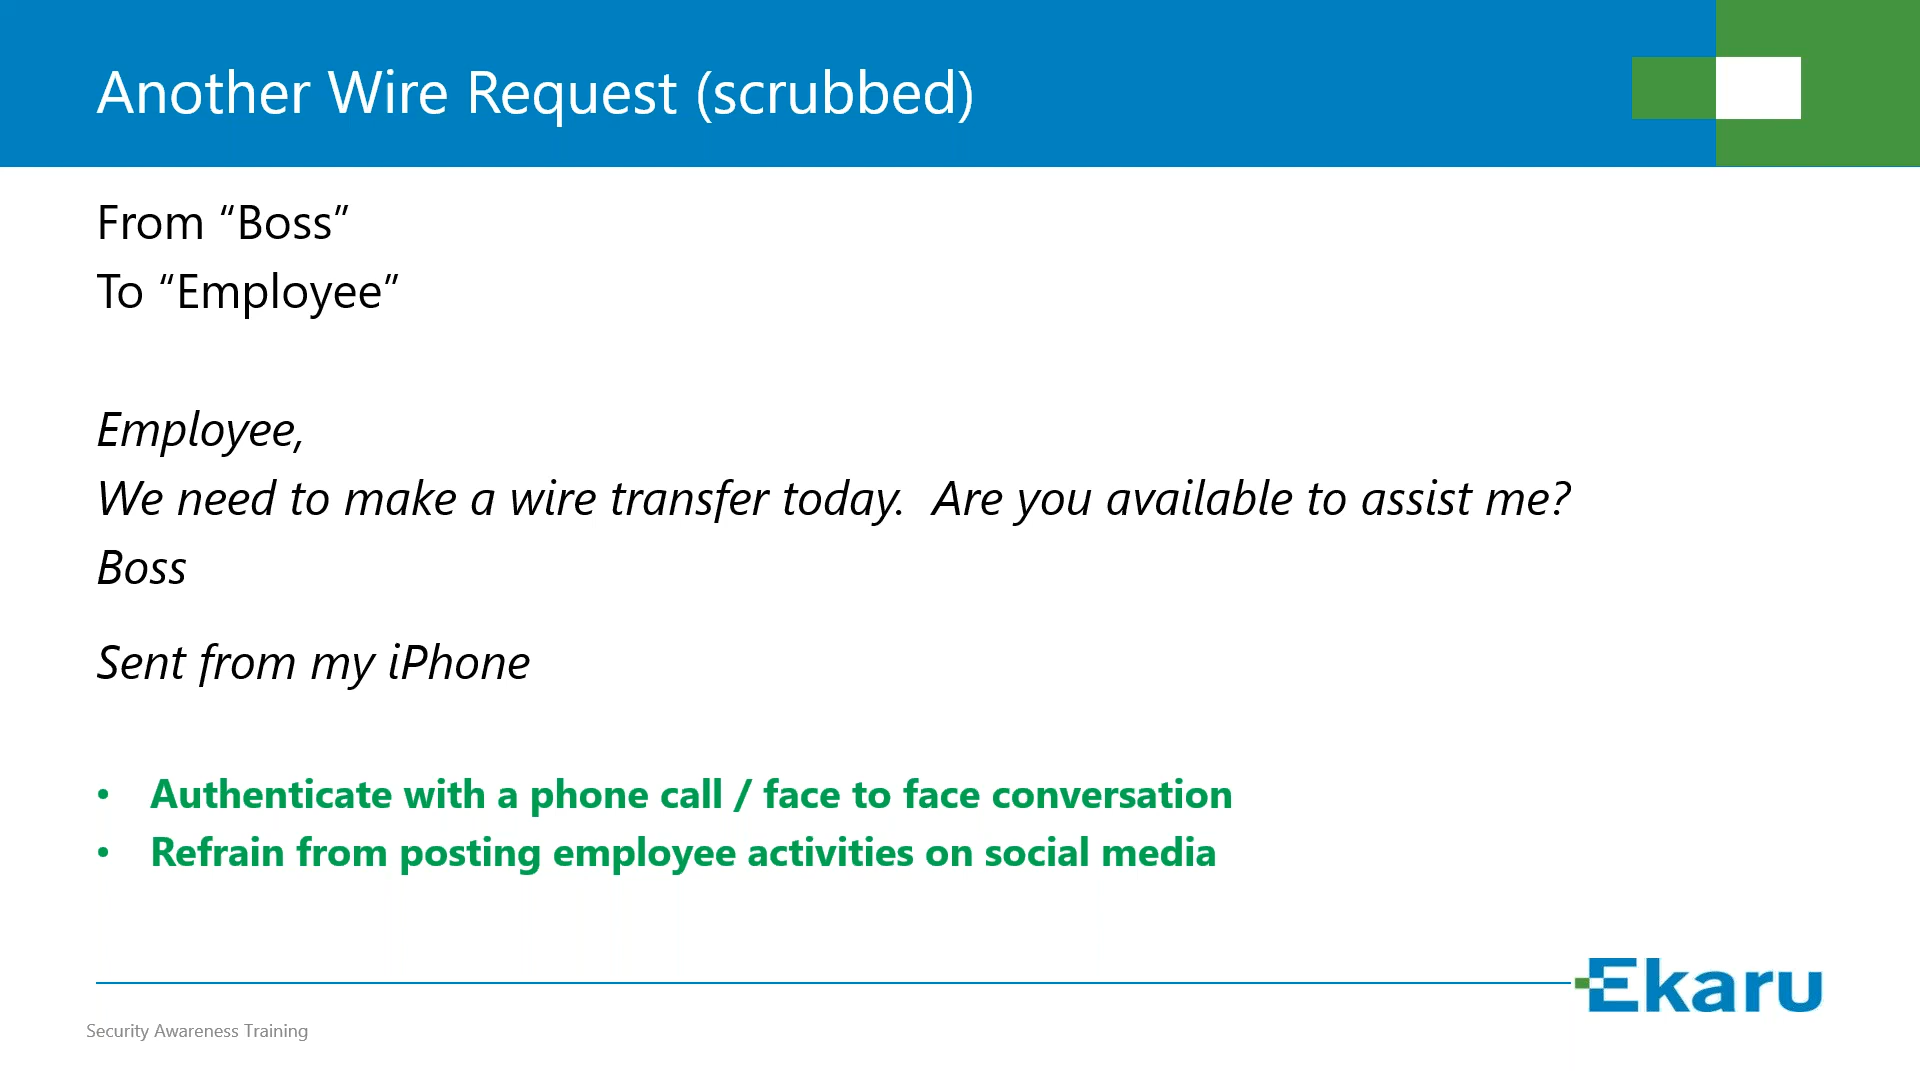 Another Wire Request (scrubbed)
From “Boss”
To “Employee”
Employee,
We need to make a wire transfer today.  Are you available to assist me?
Boss
Sent from my iPhone
• Authenticate with a phone call / face to face conversation
• Refrain from posting employee activities on social media
Ekaru
Security Awareness Training